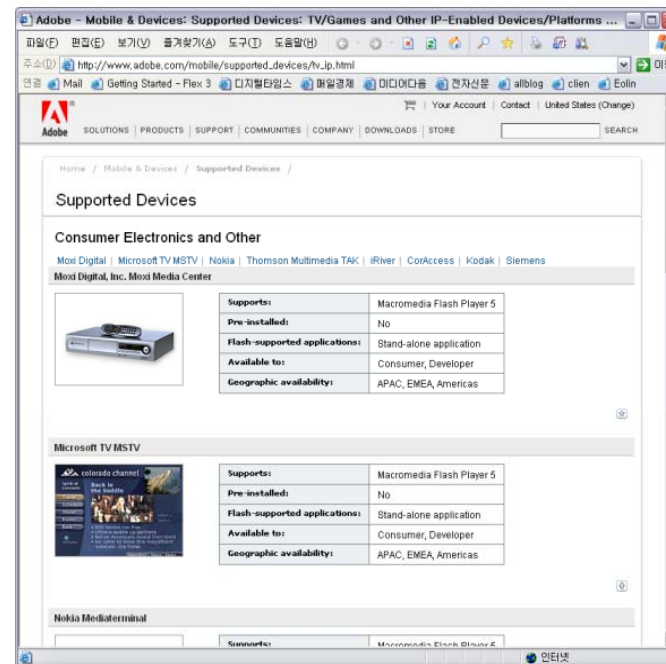 Adobe - Mobile & Devices: Supported Devices: TV/Games and Other IP-Enabled Devices/Platforms ...
파일(F) 편집(E) 보기(V) 즐겨찾기(A) 도구(T) 도움말(H)
주소(D) http://www.adobe.com/mobile/supported_devices/tv_ip.html
연결 Mail Getting Started - Flex 3 디지털타임스 매일경제 미디어다음 전자신문 allblog clien Eolin
Your Account | Contact | United States (Change)
Adobe SOLUTIONS | PRODUCTS | SUPPORT | COMMUNITIES | COMPANY | DOWNLOADS | STORE SEARCH
Home / Mobile & Devices / Supported Devices /
Supported Devices
Consumer Electronics and Other
Moxi Digital | Microsoft TV MSTV | Nokia | Thomson Multimedia TAK | iRiver | CorAccess | Kodak | Siemens
Moxi Digital, Inc. Moxi Media Center
Supports: Macromedia Flash Player 5
Pre-installed: No
Flash-supported applications: Stand-alone application
Available to: Consumer, Developer
Geographic availability: APAC, EMEA, Americas
Microsoft TV MSTV
colorado channel
Back in
the Saddle
Supports: Macromedia Flash Player 5
Pre-installed: No
Flash-supported applications: Stand-alone application
Available to: Consumer, Developer
Geographic availability: APAC, EMEA, Americas
Nokia Mediaterminal
Supports: Macromedia Flash Player 5
인터넷